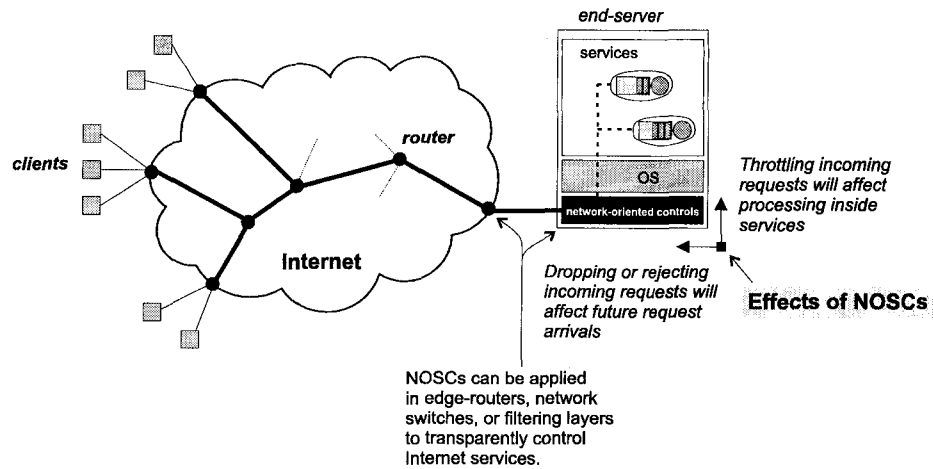 end-server
services
router
clients
OS
network-oriented controls
Throttling incoming
requests will affect
processing inside
services
Internet
Dropping or rejecting
incoming requests will
affect future request
arrivals
Effects of NOSCs
NOSCs can be applied
in edge-routers, network
switches, or filtering layers
to transparently control
Internet services.